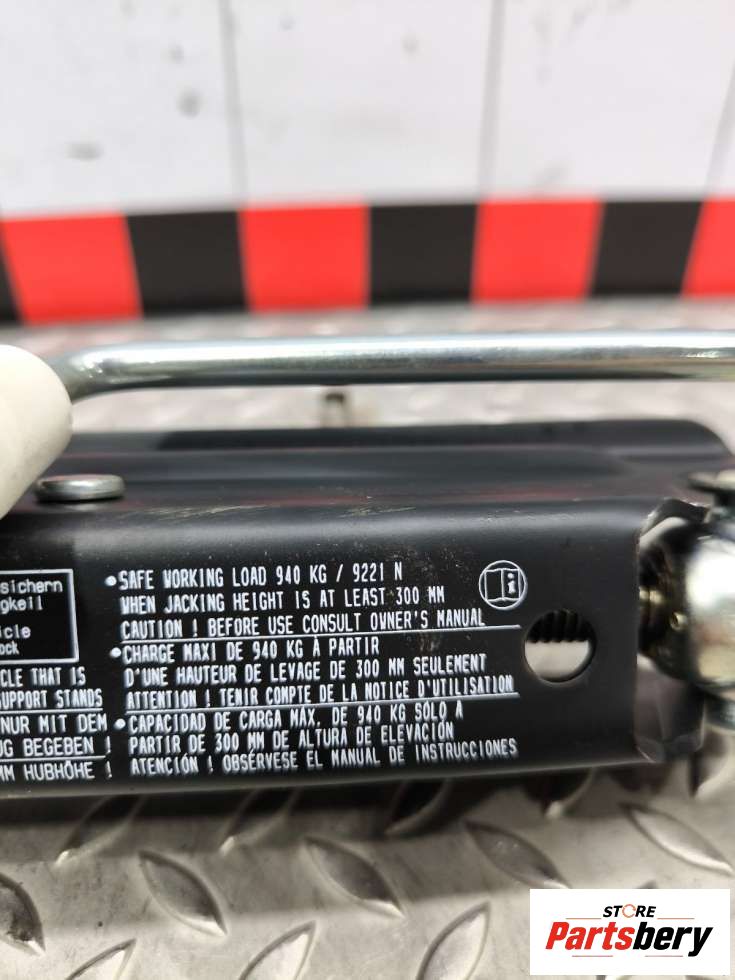 sichern
gkeil
icle
ock
CLE THAT IS
SUPPORT STANDS
NUR MIT DEM
UG BEGEBEN !
MM HUBHÖHE !
•SAFE WORKING LOAD 940 KG / 9221 N
WHEN JACKING HEIGHT IS AT LEAST 300 MM
CAUTION ! BEFORE USE CONSULT OWNER'S MANUAL
•CHARGE MAXI DE 940 KG À PARTIR
D'UNE HAUTEUR DE LEVAGE DE 300 MM SEULEMENT
ATTENTION ! TENIR COMPTE DE LA NOTICE D'UTILISATION
•CAPACIDAD DE CARGA MÁX. DE 940 KG SÓLO A
PARTIR DE 300 MM DE ALTURA DE ELEVACIÓN
ATENCIÓN ! OBSÉRVESE EL MANUAL DE INSTRUCCIONES
STORE
Partsbery